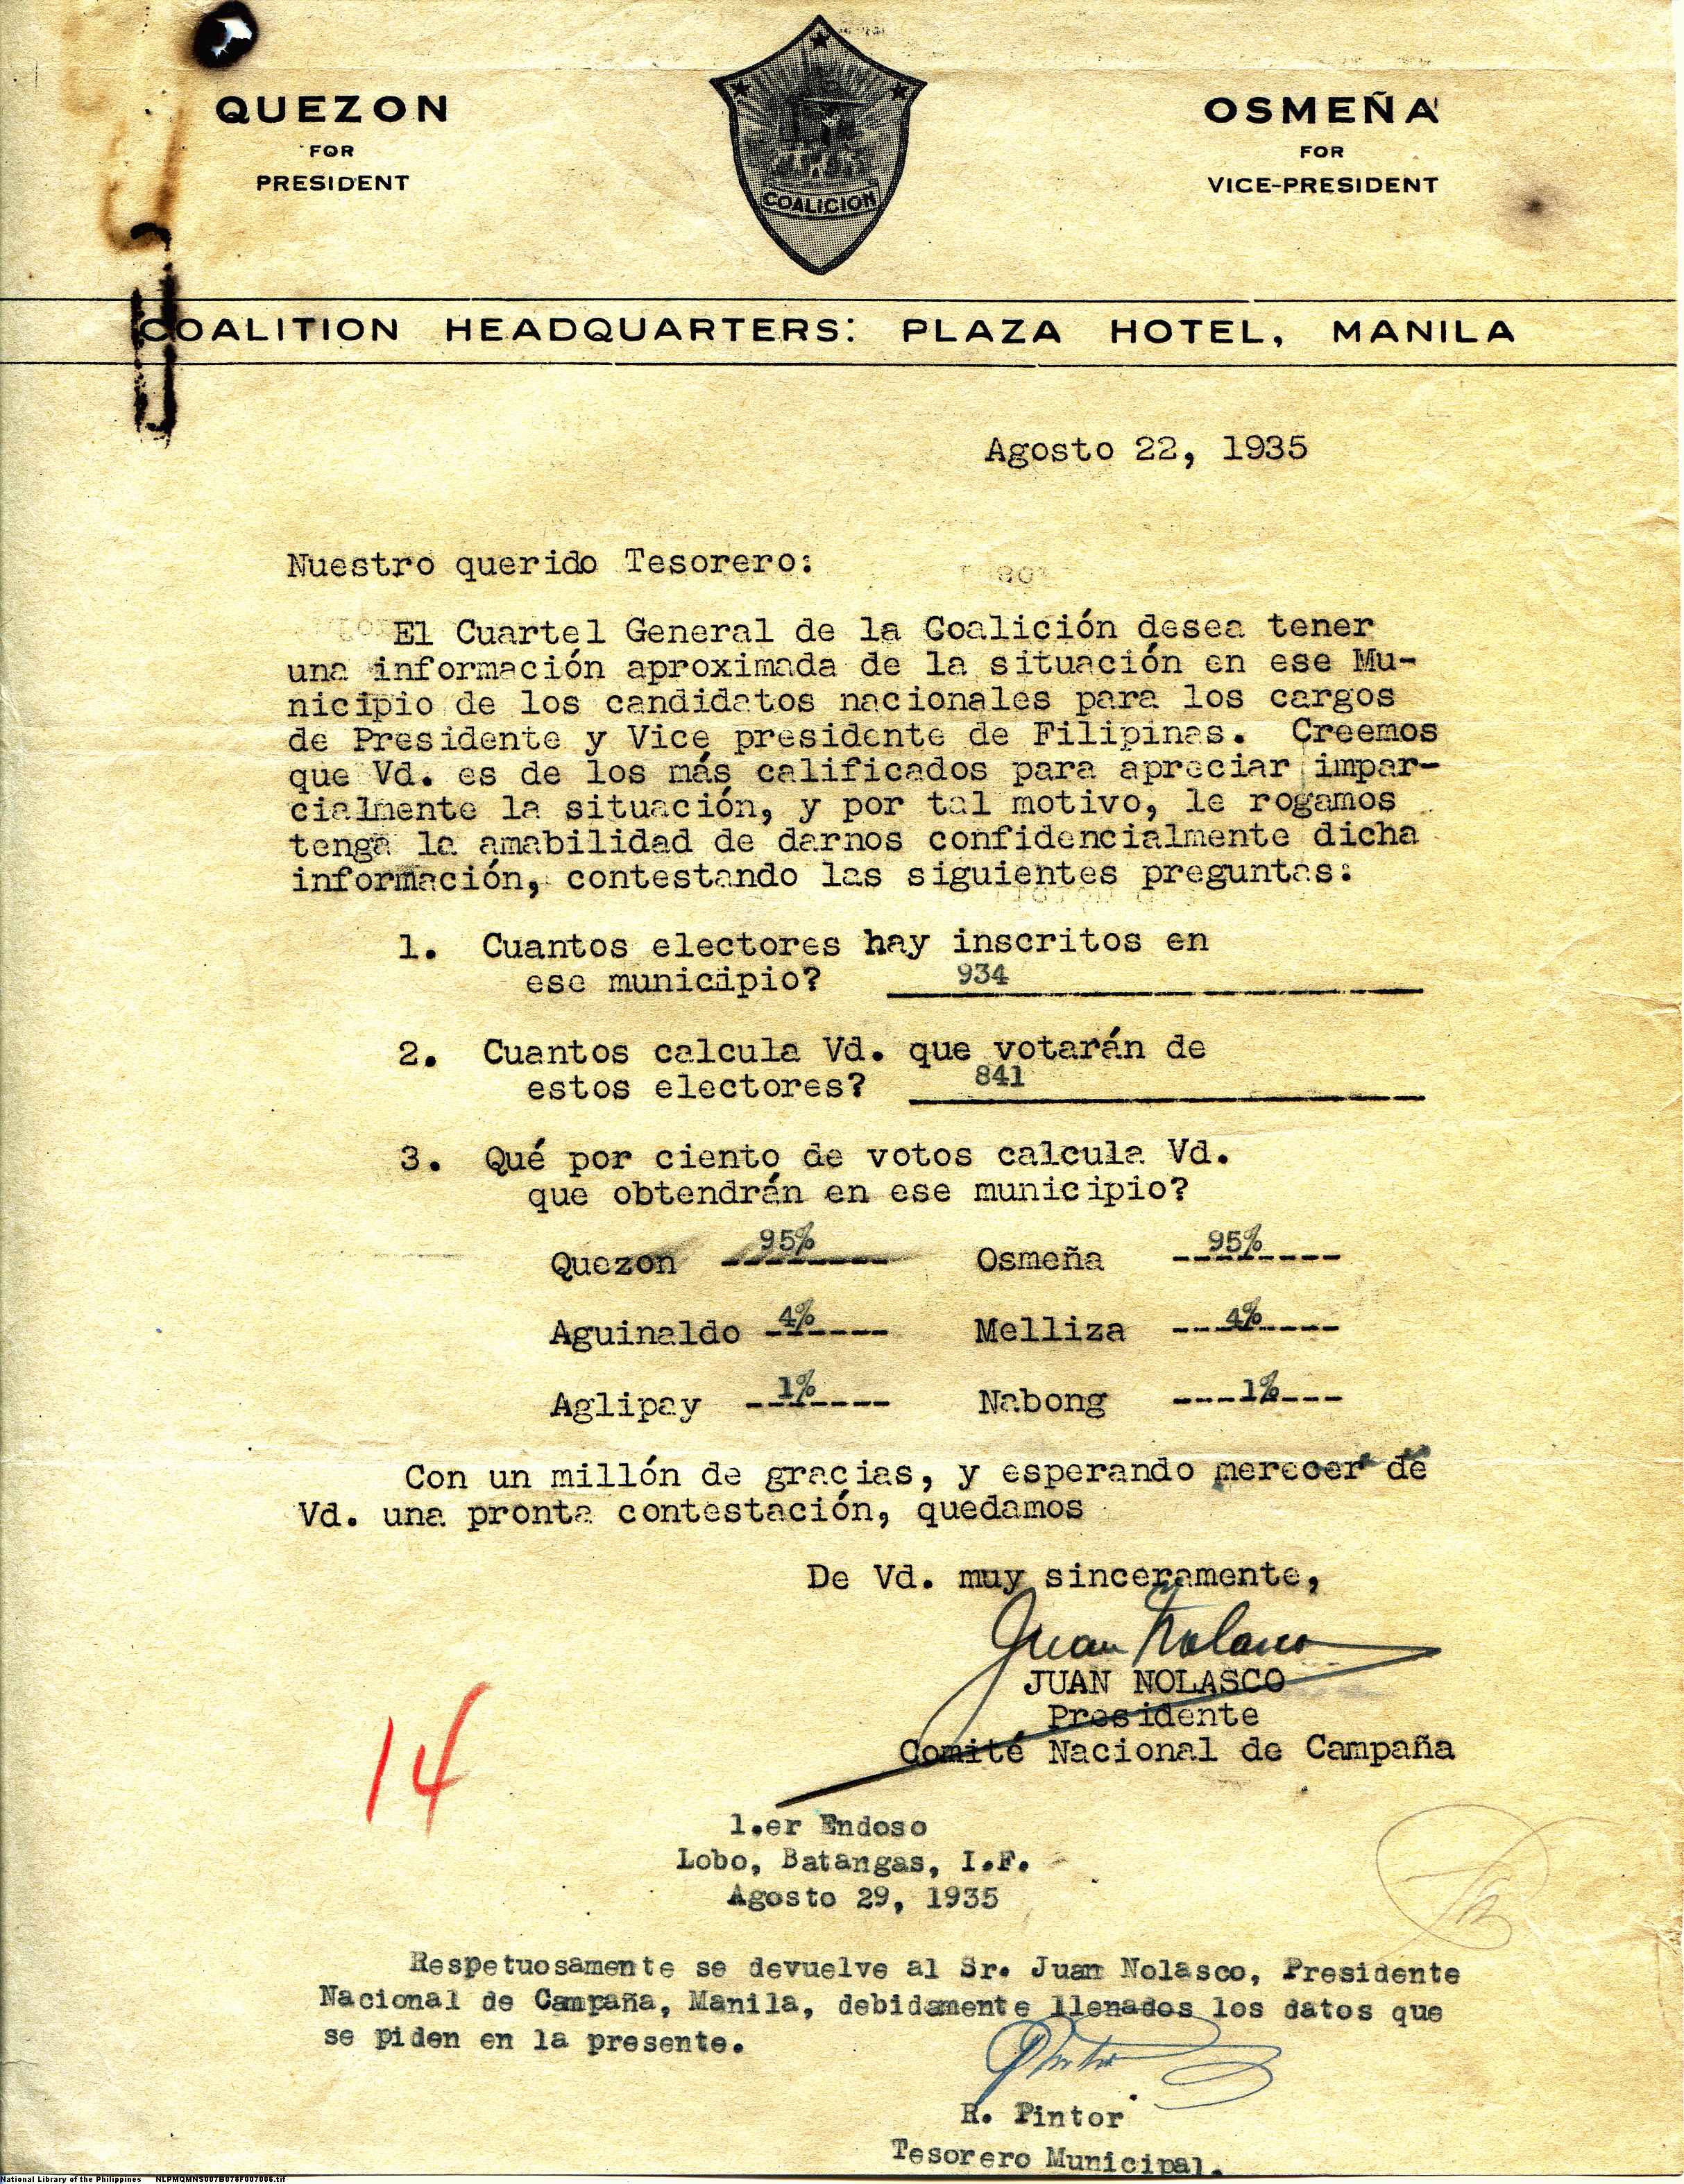 QUEZON
FOR
PRESIDENT
COALICION
OSMEÑA
FOR
VICE-PRESIDENT
COALITION HEADQUARTERS: PLAZA HOTEL, MANILA
Agosto 22, 1935
Nuestro querido Tesorero:
El Cuartel General de la Coalición desea tener
una información aproximada de la situación en ese Mu-
nicipio de los candidatos nacionales para los cargos
de Presidente y Vice presidente de Filipinas. Creemos
que Vd. es de los más calificados para apreciar impar-
cialmente la situación, y por tal motivo, le rogamos
tenga la amabilidad de darnos confidencialmente dicha
información, contestando las siguientes preguntas:
1. Cuantos electores hay inscritos en
ese municipio? 934
2. Cuantos calcula Vd. que votarán de
estos electores? 841
3. Qué por ciento de votos calcula Vd.
que obtendrán en ese municipio?
Quezon 95% Osmeña 95%
Aguinaldo 4% Melliza 4%
Aglipay 1% Nabong 1%
Con un millón de gracias, y esperando merecer de
Vd. una pronta contestación, quedamos
De Vd. muy sinceramente,
Juan Nolasco
JUAN NOLASCO
Presidente
Comité Nacional de Campaña
14
1.er Endoso
Lobo, Batangas, I.F.
Agosto 29, 1935
Respetuosamente se devuelve al Sr. Juan Nolasco, Presidente
Nacional de Campaña, Manila, debidamente llenados los datos que
se piden en la presente.
R. Pintor
Tesorero Municipal.
National Library of the Philippines NLPMQMNS007B078F007006.tif